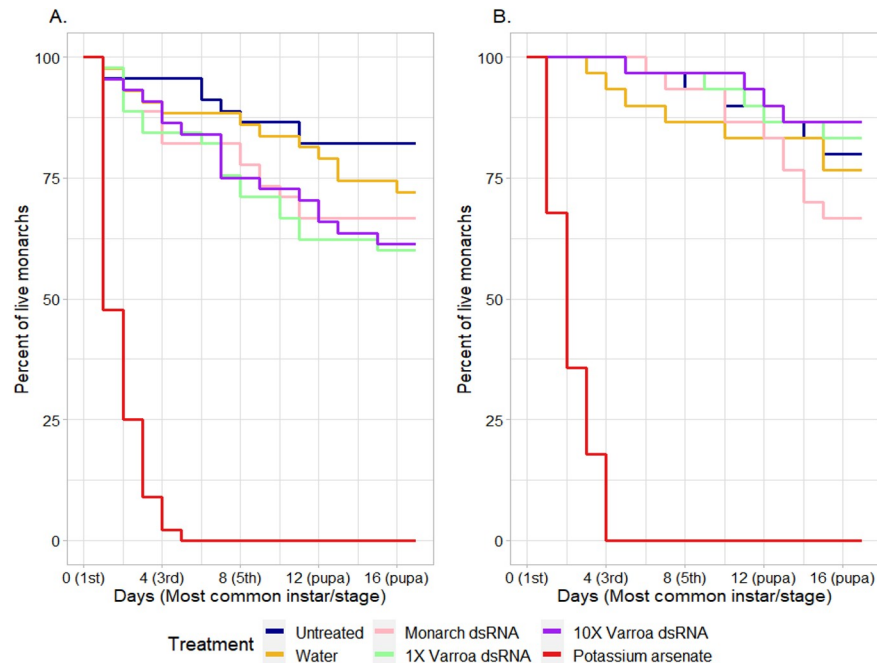 A.
B.
Percent of live monarchs
100
75
50
25
0
0 (1st) 4 (3rd) 8 (5th) 12 (pupa) 16 (pupa)
Days (Most common instar/stage)
Percent of live monarchs
100
75
50
25
0
0 (1st) 4 (3rd) 8 (5th) 12 (pupa) 16 (pupa)
Days (Most common instar/stage)
Treatment
Untreated
Monarch dsRNA
10X Varroa dsRNA
Water
1X Varroa dsRNA
Potassium arsenate